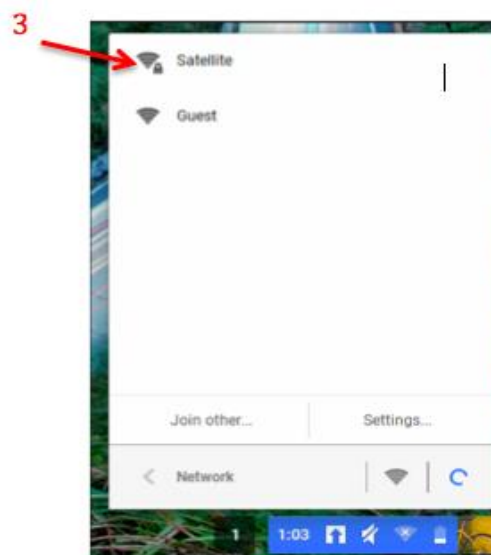 3
Satellite
Guest
Join other...
Settings...
Network
1
1:03